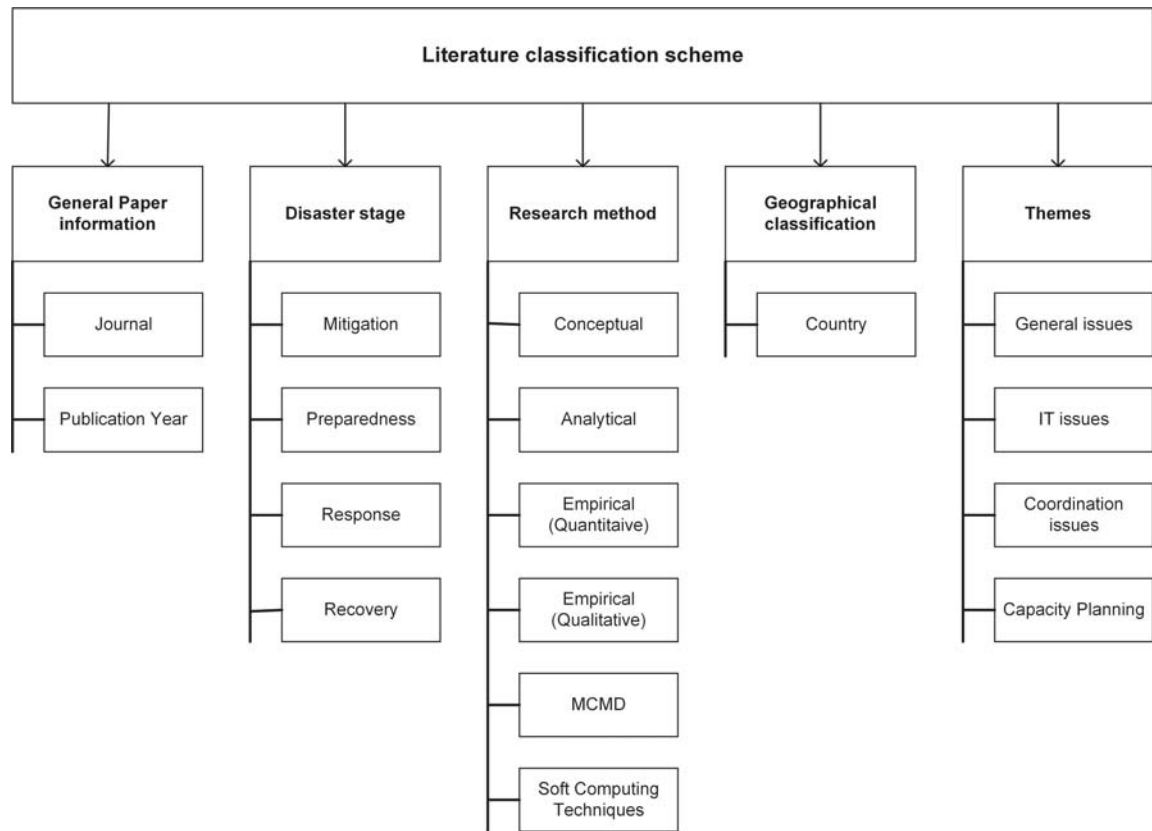 Literature classification scheme
General Paper
information
Journal
Publication Year
Disaster stage
Mitigation
Preparedness
Response
Recovery
Research method
Conceptual
Analytical
Empirical
(Quantitaive)
Empirical
(Qualitative)
MCMD
Soft Computing
Techniques
Geographical
classification
Country
Themes
General issues
IT issues
Coordination
issues
Capacity Planning